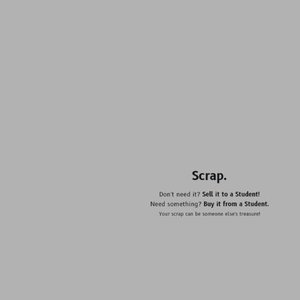 Scrap.
Don't need it? Sell it to a Student!
Need something? Buy it from a Student.
Your scrap can be someone else's treasure!